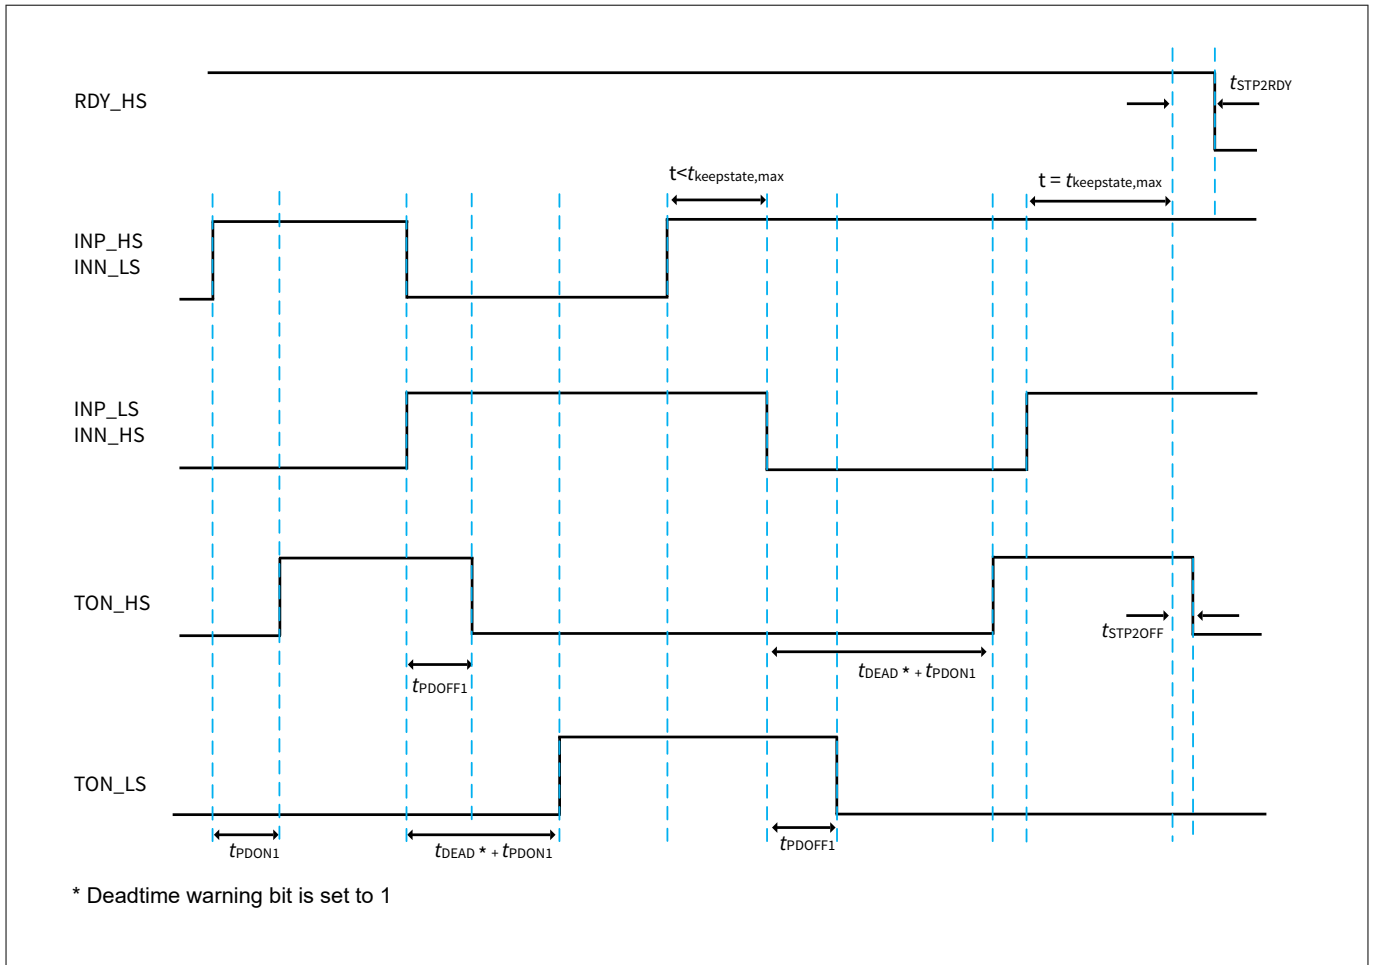 RDY_HS
tSTP2RDY
t<tkeepstate,max
t = tkeepstate,max
INP_HS
INN_LS
INP_LS
INN_HS
TON_HS
tSTP2OFF
tPDOFF1
tDEAD * + tPDON1
TON_LS
tPDON1
tDEAD * + tPDON1
tPDOFF1
* Deadtime warning bit is set to 1